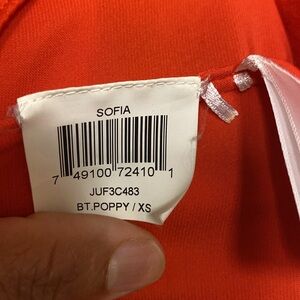 SOFIA
7 49100 72410 1
JUF3C483
BT.POPPY / XS